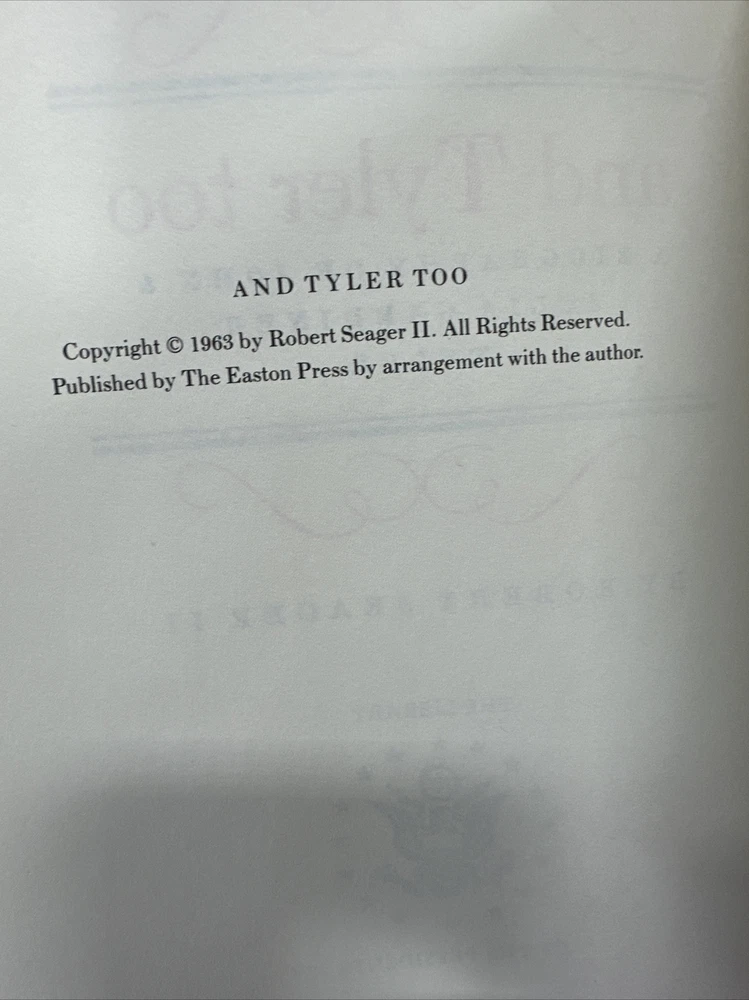 AND TYLER TOO
Copyright © 1963 by Robert Seager II. All Rights Reserved.
Published by The Easton Press by arrangement with the author.